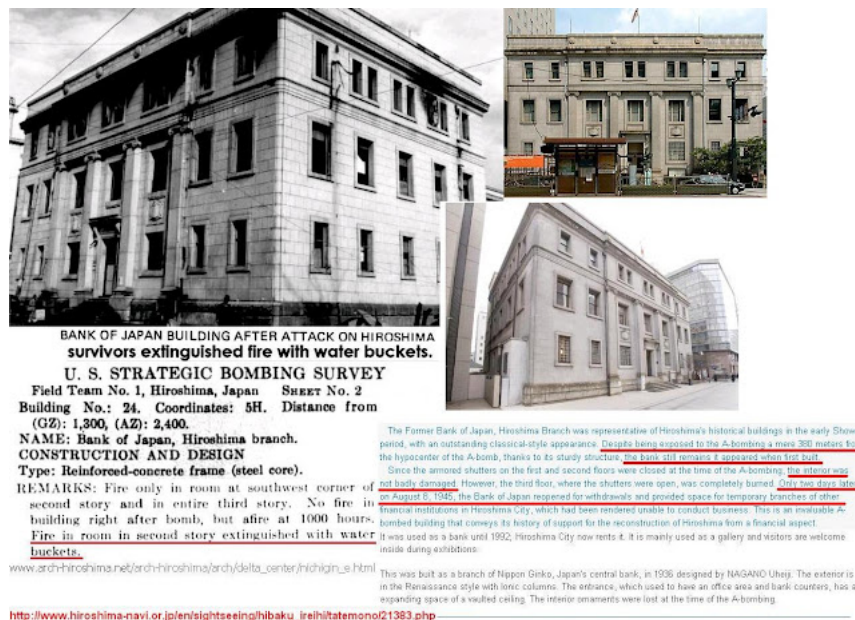 BANK OF JAPAN BUILDING AFTER ATTACK ON HIROSHIMA
survivors extinguished fire with water buckets.
U. S. STRATEGIC BOMBING SURVEY
Field Team No. 1, Hiroshima, Japan SHEET No. 2
Building No.: 24. Coordinates: 5H. Distance from
(GZ): 1,300, (AZ): 2,400.
NAME: Bank of Japan, Hiroshima branch.
CONSTRUCTION AND DESIGN
Type: Reinforced-concrete frame (steel core).
REMARKS: Fire only in room at southwest corner of
second story and in entire third story. No fire in
building right after bomb, but afire at 1000 hours.
Fire in room in second story extinguished with water
buckets.
www.arch-hiroshima.net/arch-hiroshima/arch/delta_center/nichigin_e.html
The Former Bank of Japan, Hiroshima Branch was representative of Hiroshima's historical buildings in the early Show
period, with an outstanding classical-style appearance. Despite being exposed to the A-bombing a mere 380 meters fro
the hypocenter of the A-bomb, thanks to its sturdy structure, the bank still remains it appeared when first built.
Since the armored shutters on the first and second floors were closed at the time of the A-bombing, the interior was
not badly damaged. However, the third floor, where the shutters were open, was completely burned. Only two days later
on August 8, 1945, the Bank of Japan reopened for withdrawals and provided space for temporary branches of other
financial institutions in Hiroshima City, which had been rendered unable to conduct business. This is an invaluable A-
bombed building that conveys its history of support for the reconstruction of Hiroshima from a financial aspect.
It was used as a bank until 1992; Hiroshima City now rents it. It is mainly used as a gallery and visitors are welcome
inside during exhibitions.
This was built as a branch of Nippon Ginko, Japan's central bank, in 1936 designed by NAGANO Uheiji. The exterior is
in the Renaissance style with Ionic columns. The entrance, which used to have an office area and bank counters, has a
expanding space of a vaulted ceiling. The interior ornaments were lost at the time of the A-bombing.
http://www.hiroshima-navi.or.jp/en/sightseeing/hibaku_ireihi/tatemono/21383.php